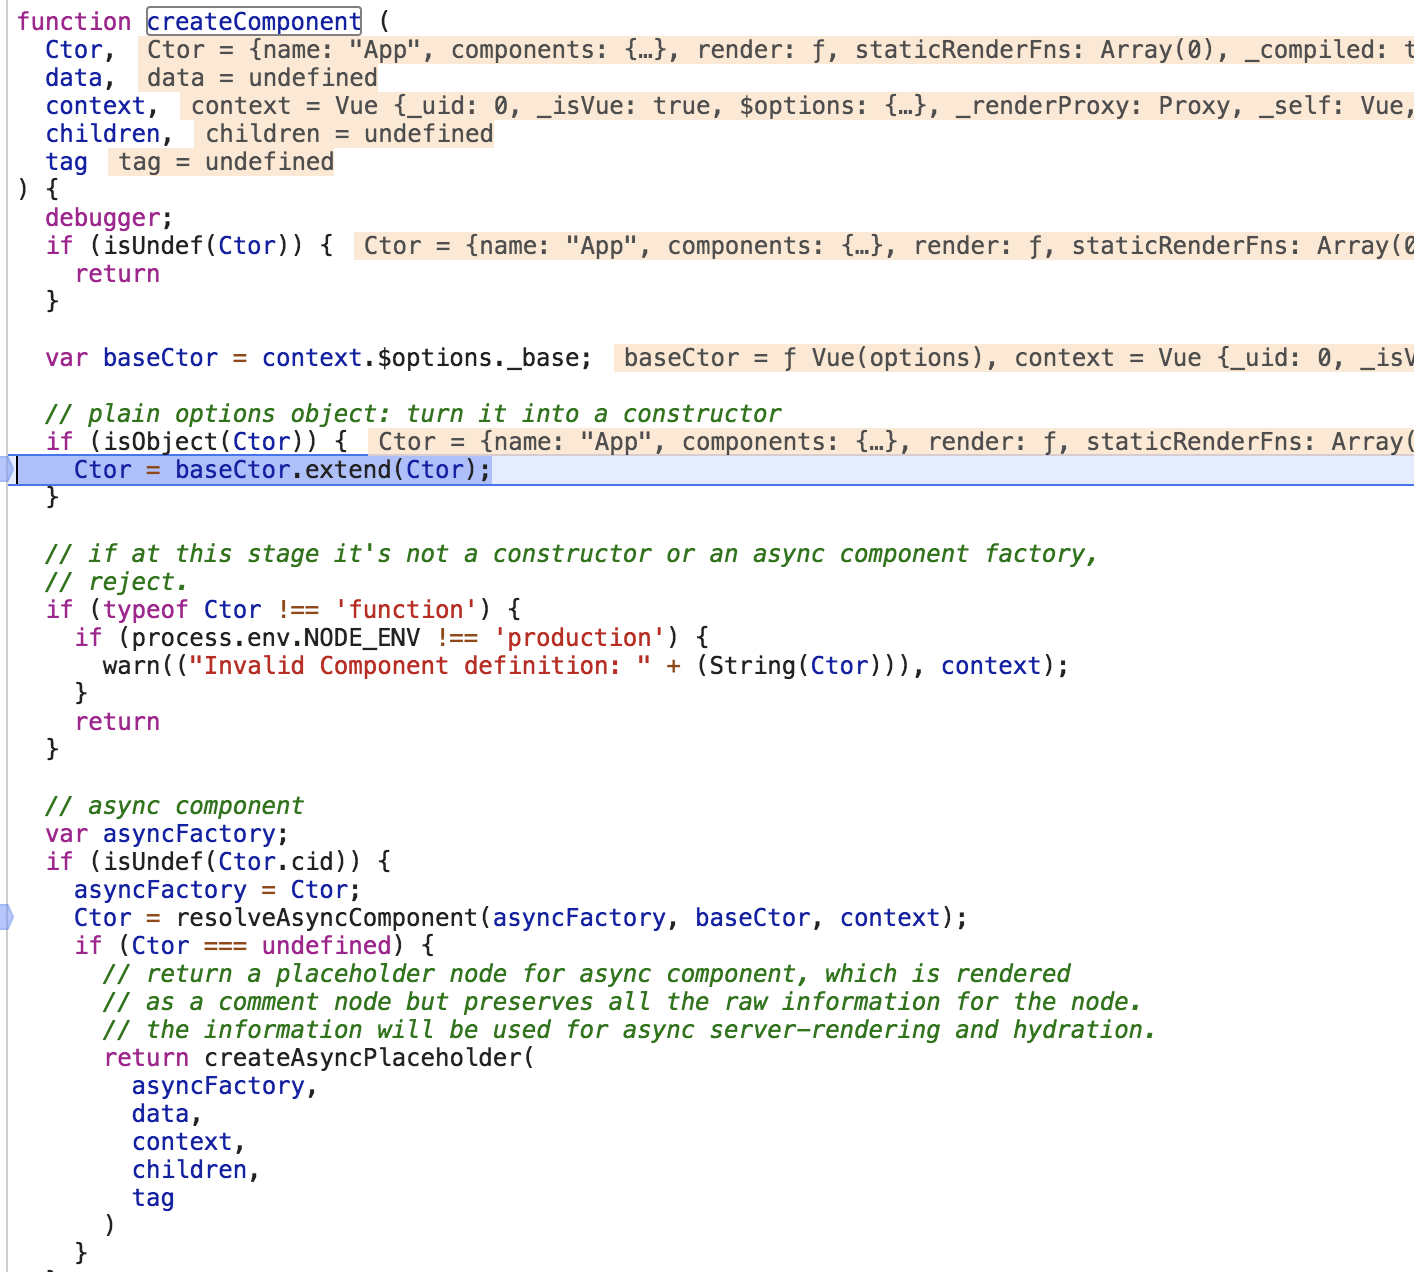 function createComponent (
  Ctor,  Ctor = {name: "App", components: {…}, render: ƒ, staticRenderFns: Array(0), _compiled: t
  data,  data = undefined
  context,  context = Vue {_uid: 0, _isVue: true, $options: {…}, _renderProxy: Proxy, _self: Vue,
  children,  children = undefined
  tag  tag = undefined
) {
  debugger;
  if (isUndef(Ctor)) {  Ctor = {name: "App", components: {…}, render: ƒ, staticRenderFns: Array(0
    return
  }

  var baseCtor = context.$options._base;  baseCtor = ƒ Vue(options), context = Vue {_uid: 0, _isV

  // plain options object: turn it into a constructor
  if (isObject(Ctor)) {  Ctor = {name: "App", components: {…}, render: ƒ, staticRenderFns: Array(
    Ctor = baseCtor.extend(Ctor);
  }

  // if at this stage it's not a constructor or an async component factory,
  // reject.
  if (typeof Ctor !== 'function') {
    if (process.env.NODE_ENV !== 'production') {
      warn(("Invalid Component definition: " + (String(Ctor))), context);
    }
    return
  }

  // async component
  var asyncFactory;
  if (isUndef(Ctor.cid)) {
    asyncFactory = Ctor;
    Ctor = resolveAsyncComponent(asyncFactory, baseCtor, context);
    if (Ctor === undefined) {
      // return a placeholder node for async component, which is rendered
      // as a comment node but preserves all the raw information for the node.
      // the information will be used for async server-rendering and hydration.
      return createAsyncPlaceholder(
        asyncFactory,
        data,
        context,
        children,
        tag
      )
    }